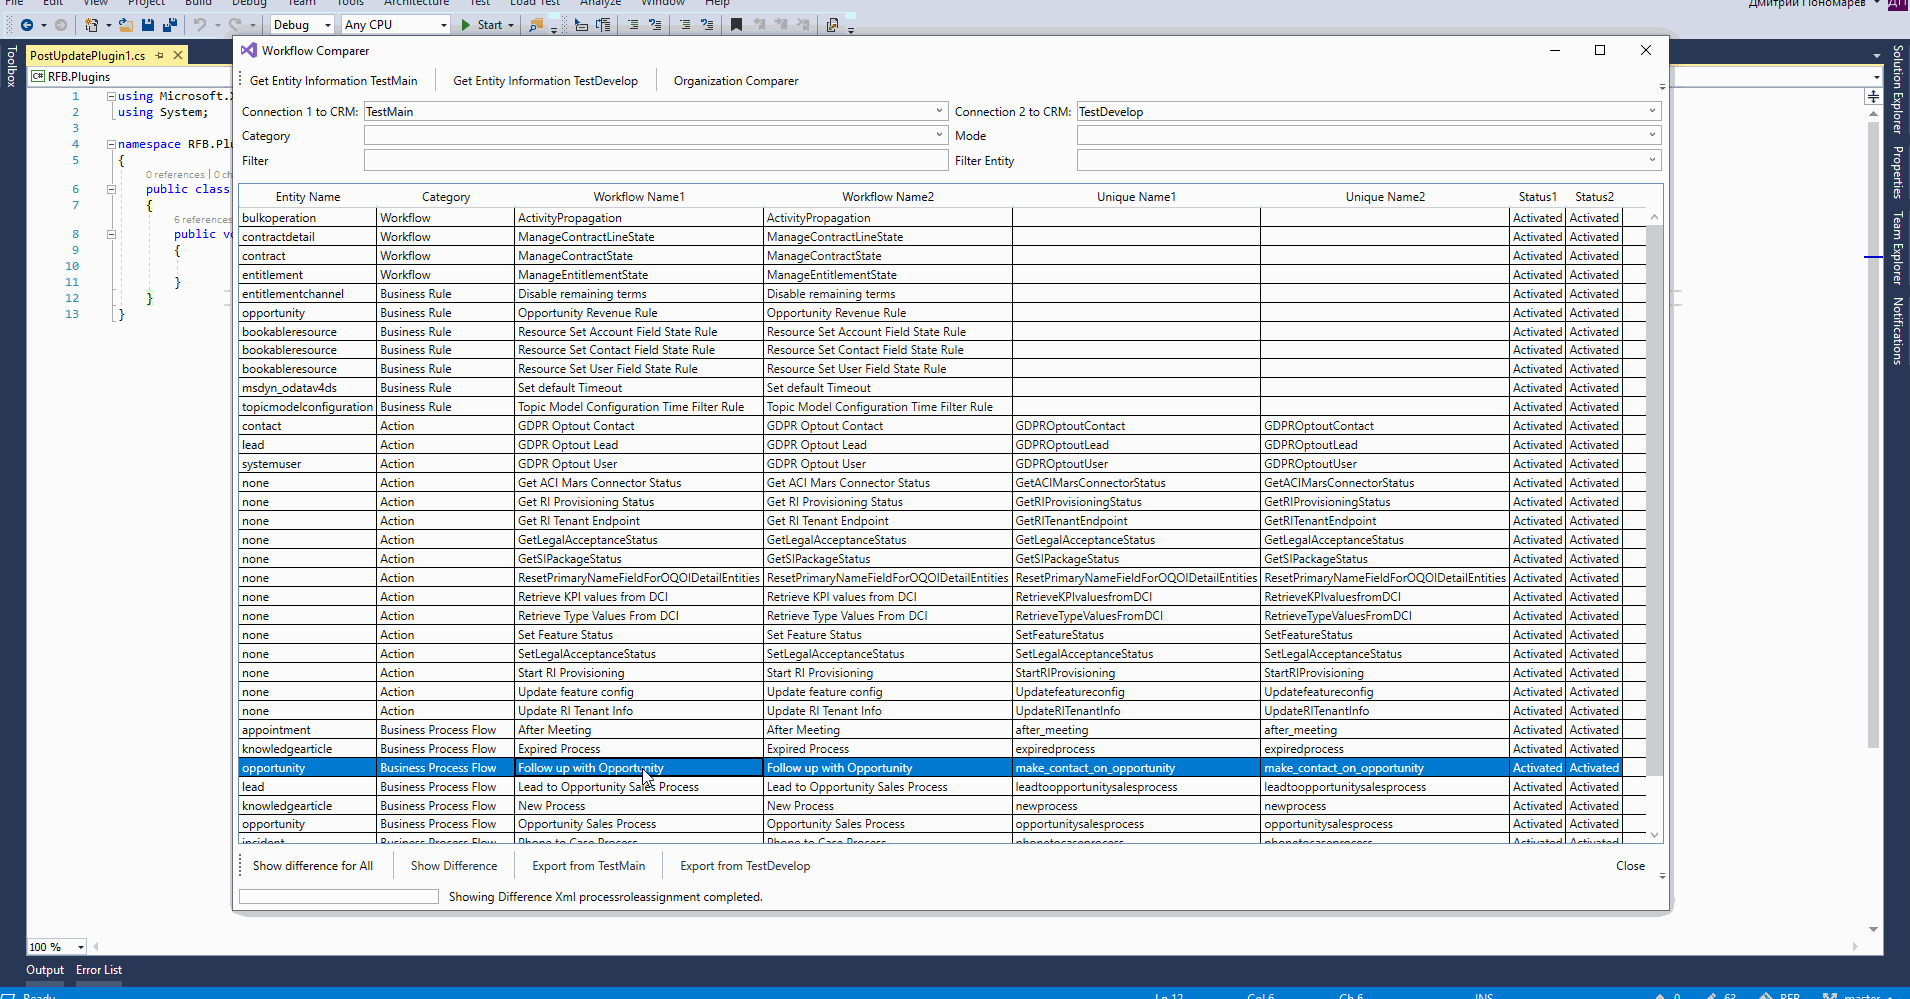 File Edit View Project Build Debug Team Tools Architecture Test Load Test Analyze Window Help Дмитрий Пономарев ДП
Debug Any CPU Start
Toolbox
PostUpdatePlugin1.cs
C# RFB.Plugins
1 using Microsoft.X
2 using System;
3
4 namespace RFB.Plu
5 {
0 references | 0 ch
6 public class
7 {
6 references
8 public vo
9 {
10
11 }
12 }
13 }
Workflow Comparer
Get Entity Information TestMain Get Entity Information TestDevelop Organization Comparer
Connection 1 to CRM: TestMain Connection 2 to CRM: TestDevelop
Category Mode
Filter Filter Entity
Entity Name Category Workflow Name1 Workflow Name2 Unique Name1 Unique Name2 Status1 Status2
bulkoperation Workflow ActivityPropagation ActivityPropagation Activated Activated
contractdetail Workflow ManageContractLineState ManageContractLineState Activated Activated
contract Workflow ManageContractState ManageContractState Activated Activated
entitlement Workflow ManageEntitlementState ManageEntitlementState Activated Activated
entitlementchannel Business Rule Disable remaining terms Disable remaining terms Activated Activated
opportunity Business Rule Opportunity Revenue Rule Opportunity Revenue Rule Activated Activated
bookableresource Business Rule Resource Set Account Field State Rule Resource Set Account Field State Rule Activated Activated
bookableresource Business Rule Resource Set Contact Field State Rule Resource Set Contact Field State Rule Activated Activated
bookableresource Business Rule Resource Set User Field State Rule Resource Set User Field State Rule Activated Activated
msdyn_odatav4ds Business Rule Set default Timeout Set default Timeout Activated Activated
topicmodelconfiguration Business Rule Topic Model Configuration Time Filter Rule Topic Model Configuration Time Filter Rule Activated Activated
contact Action GDPR Optout Contact GDPR Optout Contact GDPROptoutContact GDPROptoutContact Activated Activated
lead Action GDPR Optout Lead GDPR Optout Lead GDPROptoutLead GDPROptoutLead Activated Activated
systemuser Action GDPR Optout User GDPR Optout User GDPROptoutUser GDPROptoutUser Activated Activated
none Action Get ACI Mars Connector Status Get ACI Mars Connector Status GetACIMarsConnectorStatus GetACIMarsConnectorStatus Activated Activated
none Action Get RI Provisioning Status Get RI Provisioning Status GetRIProvisioningStatus GetRIProvisioningStatus Activated Activated
none Action Get RI Tenant Endpoint Get RI Tenant Endpoint GetRITenantEndpoint GetRITenantEndpoint Activated Activated
none Action GetLegalAcceptanceStatus GetLegalAcceptanceStatus GetLegalAcceptanceStatus GetLegalAcceptanceStatus Activated Activated
none Action GetSIPackageStatus GetSIPackageStatus GetSIPackageStatus GetSIPackageStatus Activated Activated
none Action ResetPrimaryNameFieldForOQOIDetailEntities ResetPrimaryNameFieldForOQOIDetailEntities ResetPrimaryNameFieldForOQOIDetailEntities ResetPrimaryNameFieldForOQOIDetailEntities Activated Activated
none Action Retrieve KPI values from DCI Retrieve KPI values from DCI RetrieveKPIvaluesfromDCI RetrieveKPIvaluesfromDCI Activated Activated
none Action Retrieve Type Values From DCI Retrieve Type Values From DCI RetrieveTypeValuesFromDCI RetrieveTypeValuesFromDCI Activated Activated
none Action Set Feature Status Set Feature Status SetFeatureStatus SetFeatureStatus Activated Activated
none Action SetLegalAcceptanceStatus SetLegalAcceptanceStatus SetLegalAcceptanceStatus SetLegalAcceptanceStatus Activated Activated
none Action Start RI Provisioning Start RI Provisioning StartRIProvisioning StartRIProvisioning Activated Activated
none Action Update feature config Update feature config Updatefeatureconfig Updatefeatureconfig Activated Activated
none Action Update RI Tenant Info Update RI Tenant Info UpdateRITenantInfo UpdateRITenantInfo Activated Activated
appointment Business Process Flow After Meeting After Meeting after_meeting after_meeting Activated Activated
knowledgearticle Business Process Flow Expired Process Expired Process expiredprocess expiredprocess Activated Activated
opportunity Business Process Flow Follow up with Opportunity Follow up with Opportunity make_contact_on_opportunity make_contact_on_opportunity Activated Activated
lead Business Process Flow Lead to Opportunity Sales Process Lead to Opportunity Sales Process leadtoopportunitysalesprocess leadtoopportunitysalesprocess Activated Activated
knowledgearticle Business Process Flow New Process New Process newprocess newprocess Activated Activated
opportunity Business Process Flow Opportunity Sales Process Opportunity Sales Process opportunitysalesprocess opportunitysalesprocess Activated Activated
incident Business Process Flow Phone to Case Process Phone to Case Process phonetocaseprocess phonetocaseprocess Activated Activated
Show difference for All Show Difference Export from TestMain Export from TestDevelop Close
Showing Difference Xml processroleassignment completed.
Solution Explorer
Properties
Team Explorer
Notifications
100 %
Output Error List
Ready Ln 12 Col 6 Ch 6 INS 0 62 RFB master